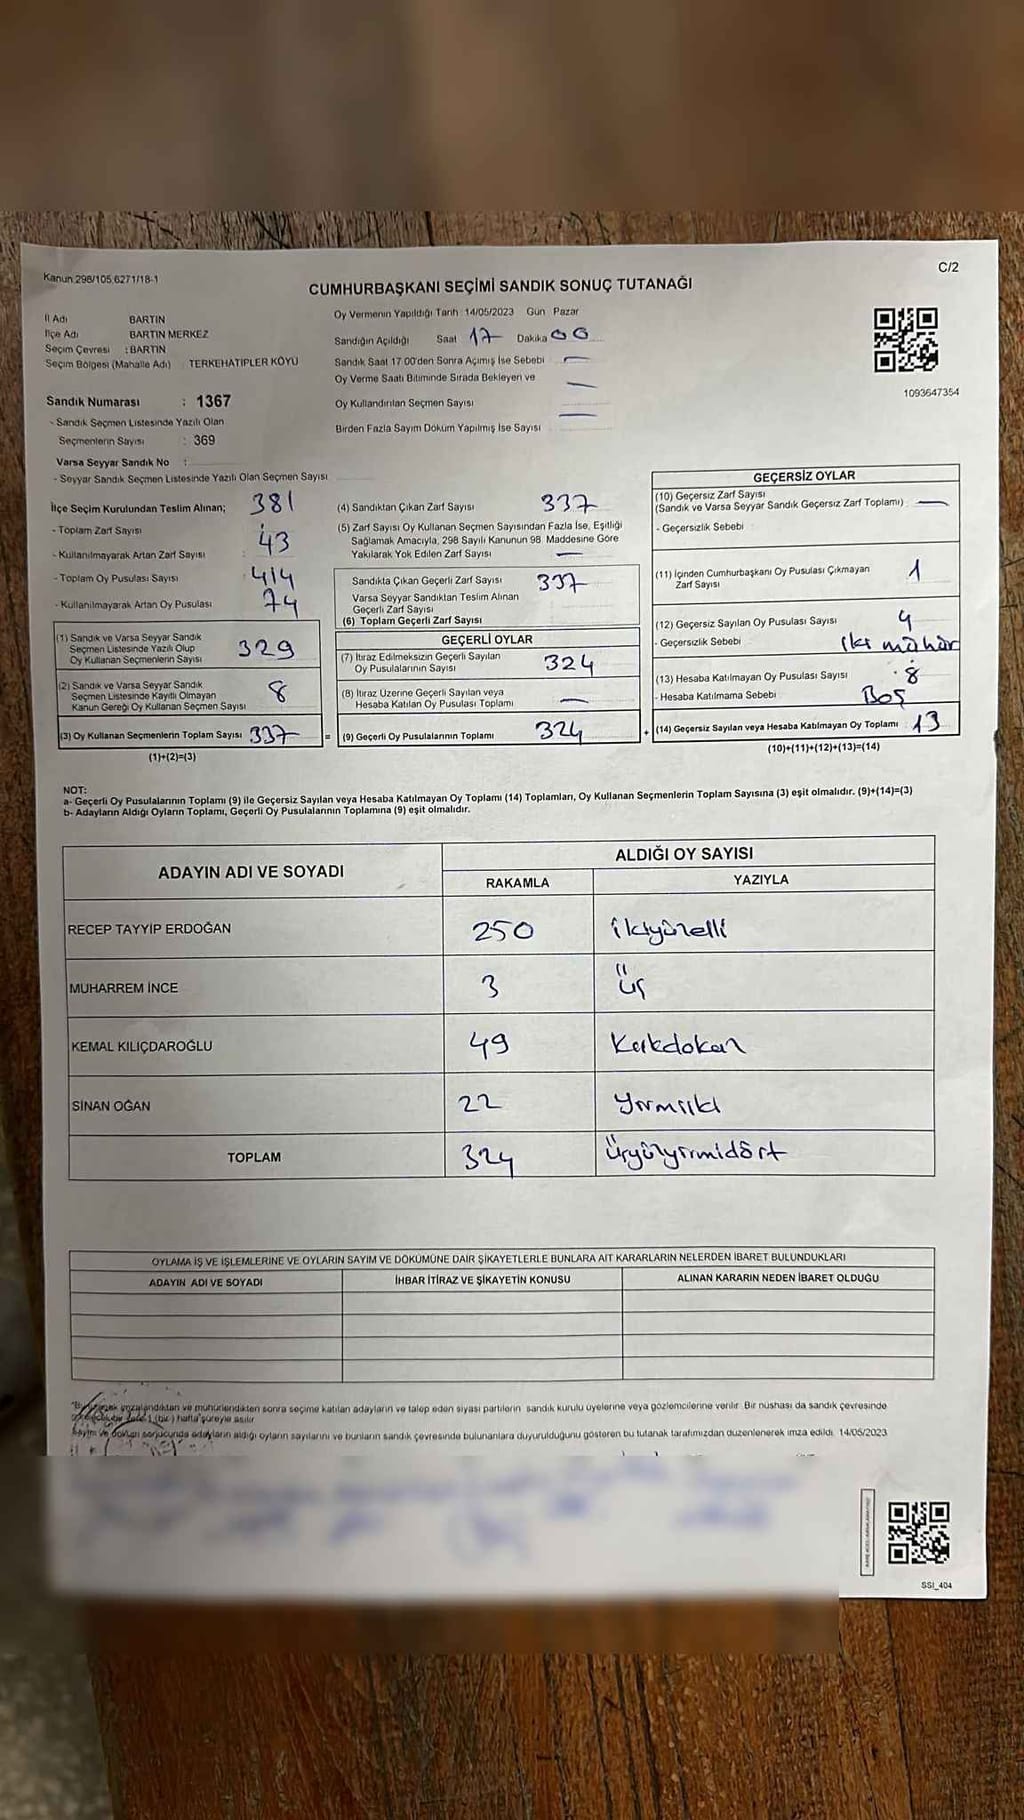 Kanun 298/105,6271/18-1
C/2
CUMHURBAŞKANI SEÇİMİ SANDIK SONUÇ TUTANAĞI
İl Adı BARTIN
İlçe Adı BARTIN MERKEZ
Seçim Çevresi : BARTIN
Seçim Bölgesi (Mahalle Adı) : TERKEHATİPLER KÖYÜ
Sandık Numarası : 1367
- Sandık Seçmen Listesinde Yazılı Olan
Seçmenlerin Sayısı : 369
Varsa Seyyar Sandık No :
- Seyyar Sandık Seçmen Listesinde Yazılı Olan Seçmen Sayısı
Oy Vermenin Yapıldığı Tarih 14/05/2023 Gün Pazar
Sandığın Açıldığı Saat 17 Dakika 00
Sandık Saat 17.00'den Sonra Açımış İse Sebebi —
Oy Verme Saati Bitiminde Sırada Bekleyen ve
Oy Kullandırılan Seçmen Sayısı —
Birden Fazla Sayım Döküm Yapılmış İse Sayısı —
1093647354
İlçe Seçim Kurulundan Teslim Alınan;
- Toplam Zarf Sayısı : 381
- Kullanılmayarak Artan Zarf Sayısı : 43
- Toplam Oy Pusulası Sayısı : 414
- Kullanılmayarak Artan Oy Pusulası : 74
(1) Sandık ve Varsa Seyyar Sandık
Seçmen Listesinde Yazılı Olup
Oy Kullanan Seçmenlerin Sayısı 329
(2) Sandık ve Varsa Seyyar Sandık
Seçmen Listesinde Kayıtlı Olmayan
Kanun Gereği Oy Kullanan Seçmen Sayısı 8
(3) Oy Kullanan Seçmenlerin Toplam Sayısı 337
(1)+(2)=(3)
(4) Sandıktan Çıkan Zarf Sayısı 337
(5) Zarf Sayısı Oy Kullanan Seçmen Sayısından Fazla İse, Eşitliği
Sağlamak Amacıyla, 298 Sayılı Kanunun 98. Maddesine Göre
Yakılarak Yok Edilen Zarf Sayısı —
Sandıkta Çıkan Geçerli Zarf Sayısı 337
Varsa Seyyar Sandıktan Teslim Alınan
Geçerli Zarf Sayısı
(6) Toplam Geçerli Zarf Sayısı
GEÇERLİ OYLAR
(7) İtiraz Edilmeksizin Geçerli Sayılan
Oy Pusulalarının Sayısı 324
(8) İtiraz Üzerine Geçerli Sayılan veya
Hesaba Katılan Oy Pusulası Toplamı —
= (9) Geçerli Oy Pusulalarının Toplamı 324
GEÇERSİZ OYLAR
(10) Geçersiz Zarf Sayısı
(Sandık ve Varsa Seyyar Sandık Geçersiz Zarf Toplamı) —
- Geçersizlik Sebebi
(11) İçinden Cumhurbaşkanı Oy Pusulası Çıkmayan
Zarf Sayısı 1
(12) Geçersiz Sayılan Oy Pusulası Sayısı 4
- Geçersizlik Sebebi iki mühür
(13) Hesaba Katılmayan Oy Pusulası Sayısı 8
- Hesaba Katılmama Sebebi Boş
+ (14) Geçersiz Sayılan veya Hesaba Katılmayan Oy Toplamı 13
(10)+(11)+(12)+(13)=(14)
NOT:
a- Geçerli Oy Pusulalarının Toplamı (9) ile Geçersiz Sayılan veya Hesaba Katılmayan Oy Toplamı (14) Toplamları, Oy Kullanan Seçmenlerin Toplam Sayısına (3) eşit olmalıdır. (9)+(14)=(3)
b- Adayların Aldığı Oyların Toplamı, Geçerli Oy Pusulalarının Toplamına (9) eşit olmalıdır.
ADAYIN ADI VE SOYADI ALDIĞI OY SAYISI
RAKAMLA YAZIYLA
RECEP TAYYİP ERDOĞAN 250 ikiyüzelli
MUHARREM İNCE 3 Üç
KEMAL KILIÇDAROĞLU 49 Kırkdokuz
SİNAN OĞAN 22 Yirmiiki
TOPLAM 324 Üçyüzyirmidört
OYLAMA İŞ VE İŞLEMLERİNE VE OYLARIN SAYIM VE DÖKÜMÜNE DAİR ŞİKAYETLERLE BUNLARA AİT KARARLARIN NELERDEN İBARET BULUNDUKLARI
ADAYIN ADI VE SOYADI İHBAR İTİRAZ VE ŞİKAYETİN KONUSU ALINAN KARARIN NEDEN İBARET OLDUĞU
imzalandıktan ve mühürlendikten sonra seçime katılan adayların ve talep eden siyasi partilerin sandık kurulu üyelerine veya gözlemcilerine verilir. Bir nüshası da sandık çevresinde
1 (bir) hafta süreyle asılır
Sayım ve döküm sonucunda adayların aldığı oyların sayılarını ve bunların sandık çevresinde bulunanlara duyurulduğunu gösteren bu tutanak tarafımızdan düzenlenerek imza edildi. 14/05/2023
SSI_404